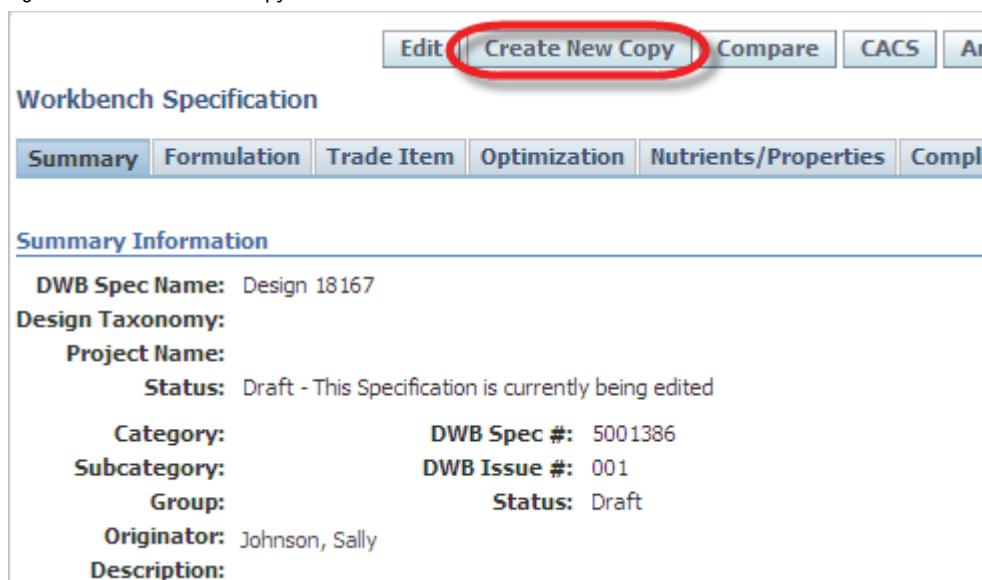 Edit Create New Copy Compare CACS
Workbench Specification
Summary Formulation Trade Item Optimization Nutrients/Properties
Summary Information
DWB Spec Name: Design 18167
Design Taxonomy:
Project Name:
Status: Draft - This Specification is currently being edited
Category: DWB Spec #: 5001386
Subcategory: DWB Issue #: 001
Group: Status: Draft
Originator: Johnson, Sally
Description: